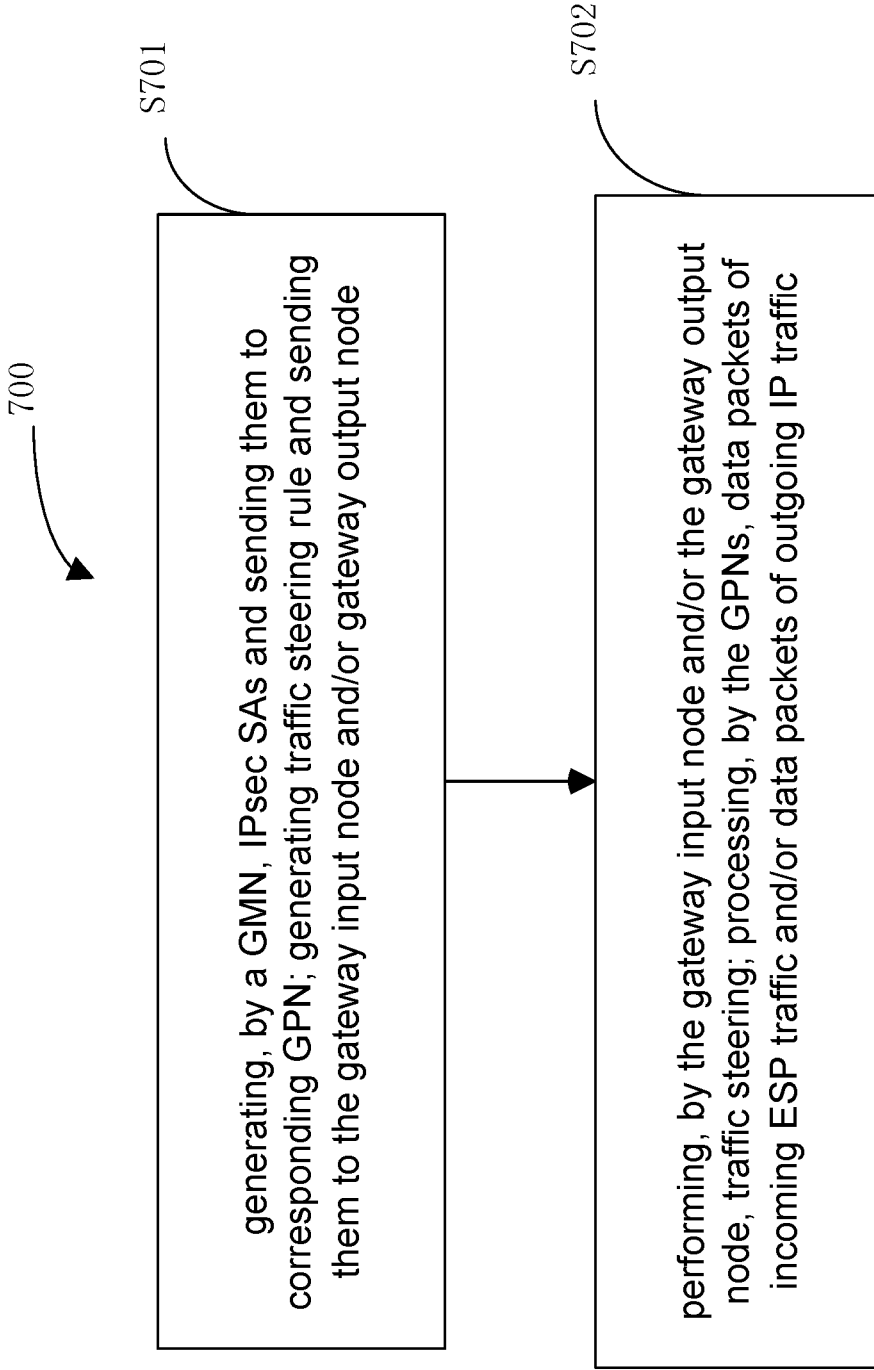 700
S701
generating, by a GMN, IPsec SAs and sending them to
corresponding GPN; generating traffic steering rule and sending
them to the gateway input node and/or gateway output node
S702
performing, by the gateway input node and/or the gateway output
node, traffic steering; processing, by the GPNs, data packets of
incoming ESP traffic and/or data packets of outgoing IP traffic